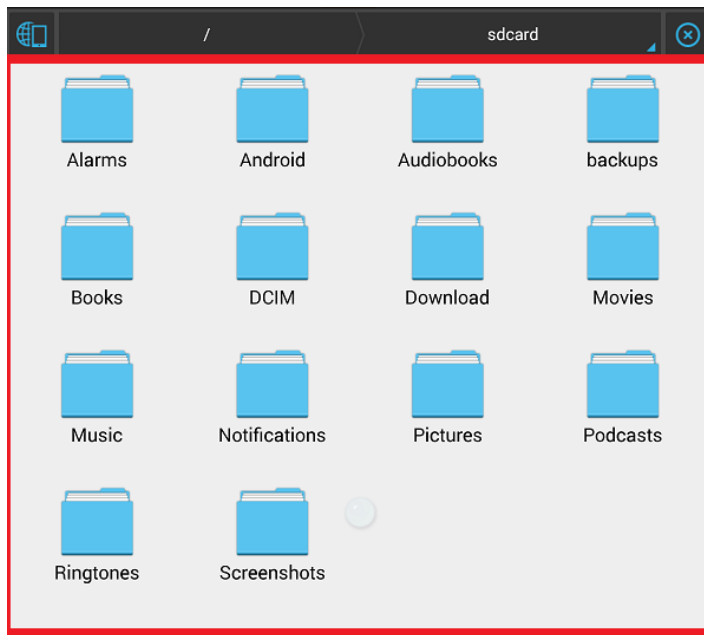 / sdcard
Alarms Android Audiobooks backups
Books DCIM Download Movies
Music Notifications Pictures Podcasts
Ringtones Screenshots